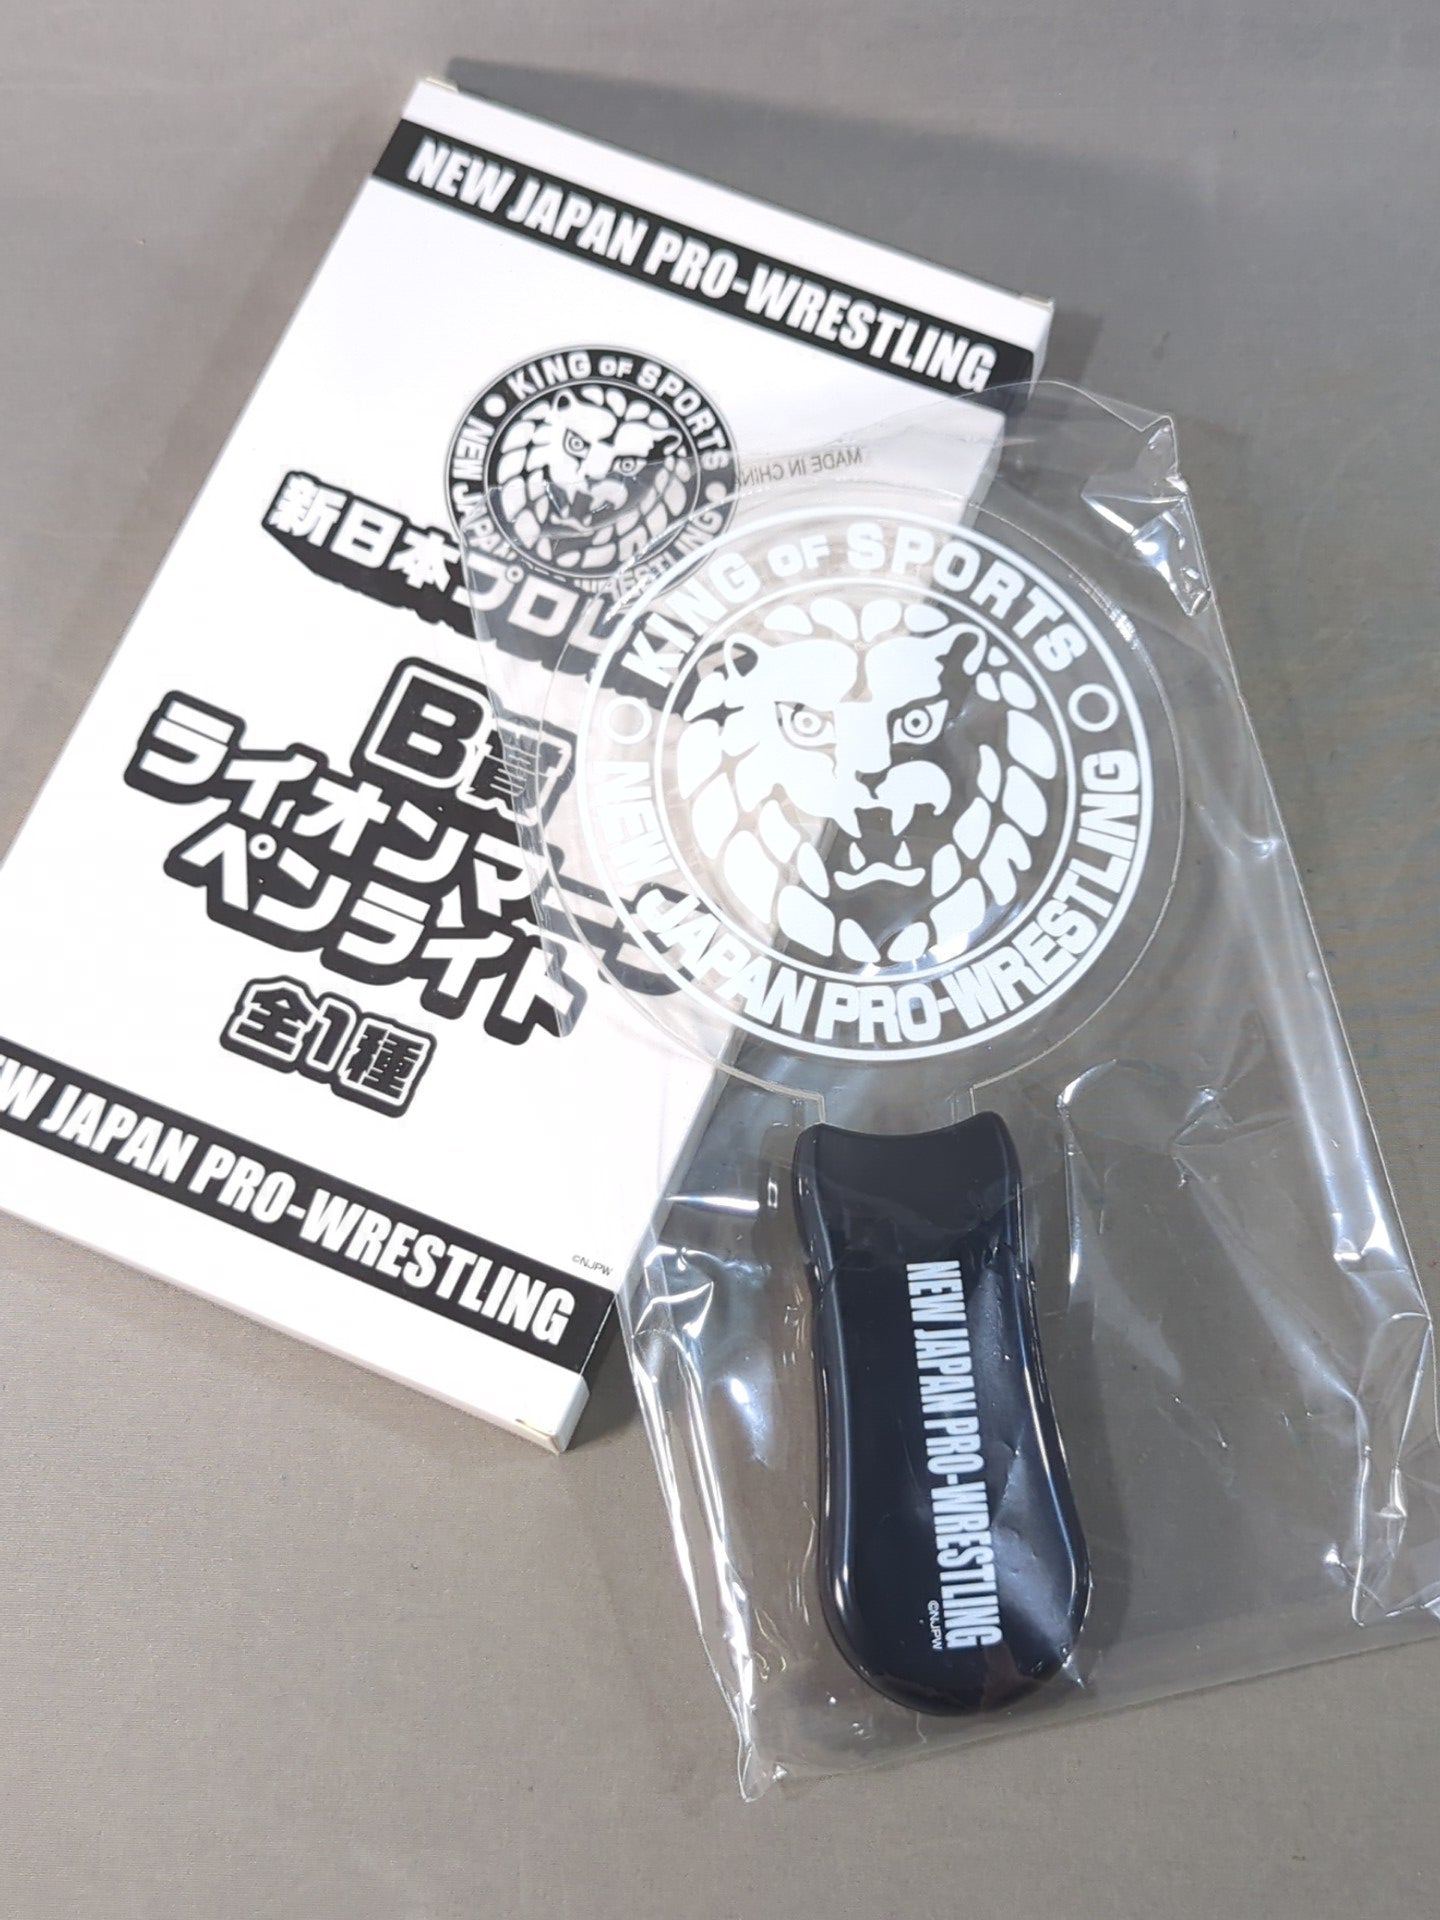 NEW JAPAN PRO-WRESTLING
KING OF SPORTS
NEW JAPAN
新日本プロレ
B賞
ライオンマーク
ペンライト
全1種
NEW JAPAN PRO-WRESTLING
©NJPW
MADE IN CHINA
KING OF SPORTS
NEW JAPAN PRO-WRESTLING
NEW JAPAN PRO-WRESTLING
©NJPW